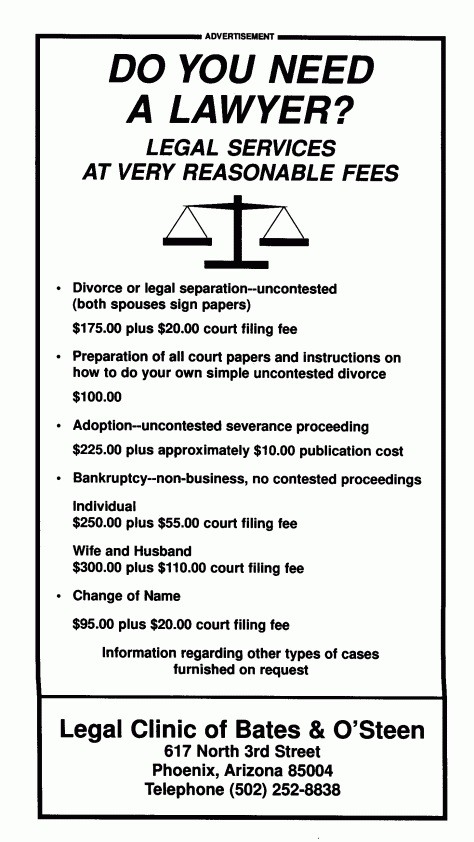 ADVERTISEMENT
DO YOU NEED
A LAWYER?
LEGAL SERVICES
AT VERY REASONABLE FEES
• Divorce or legal separation--uncontested
(both spouses sign papers)
$175.00 plus $20.00 court filing fee
• Preparation of all court papers and instructions on
how to do your own simple uncontested divorce
$100.00
• Adoption--uncontested severance proceeding
$225.00 plus approximately $10.00 publication cost
• Bankruptcy--non-business, no contested proceedings
Individual
$250.00 plus $55.00 court filing fee
Wife and Husband
$300.00 plus $110.00 court filing fee
• Change of Name
$95.00 plus $20.00 court filing fee
Information regarding other types of cases
furnished on request
Legal Clinic of Bates & O'Steen
617 North 3rd Street
Phoenix, Arizona 85004
Telephone (502) 252-8838